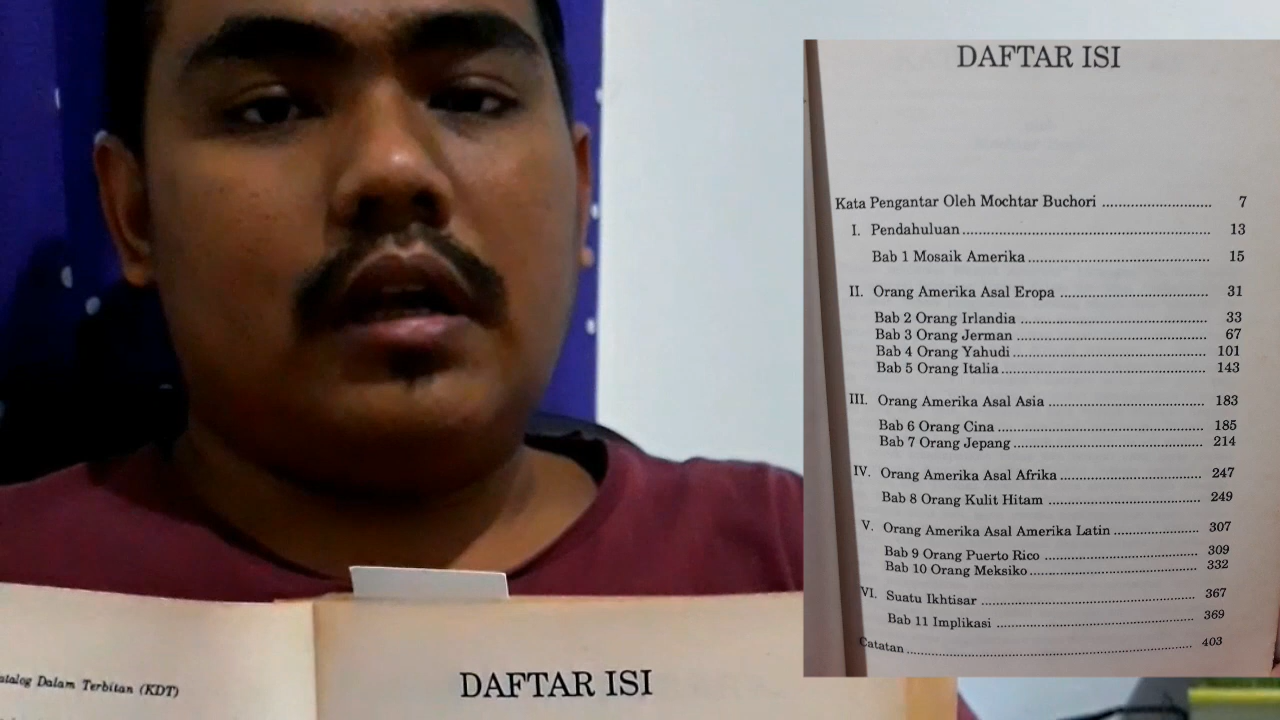 DAFTAR ISI
Kata Pengantar Oleh Mochtar Buchori ........................ 7
I. Pendahuluan ........................ 13
Bab 1 Mosaik Amerika ........................ 15
II. Orang Amerika Asal Eropa ........................ 31
Bab 2 Orang Irlandia ........................ 33
Bab 3 Orang Jerman ........................ 67
Bab 4 Orang Yahudi ........................ 101
Bab 5 Orang Italia ........................ 143
III. Orang Amerika Asal Asia ........................ 183
Bab 6 Orang Cina ........................ 185
Bab 7 Orang Jepang ........................ 214
IV. Orang Amerika Asal Afrika ........................ 247
Bab 8 Orang Kulit Hitam ........................ 249
V. Orang Amerika Asal Amerika Latin ........................ 307
Bab 9 Orang Puerto Rico ........................ 309
Bab 10 Orang Meksiko ........................ 332
VI. Suatu Ikhtisar ........................ 367
Bab 11 Implikasi ........................ 369
Catatan ........................ 403
atalog Dalam Terbitan (KDT)
DAFTAR ISI